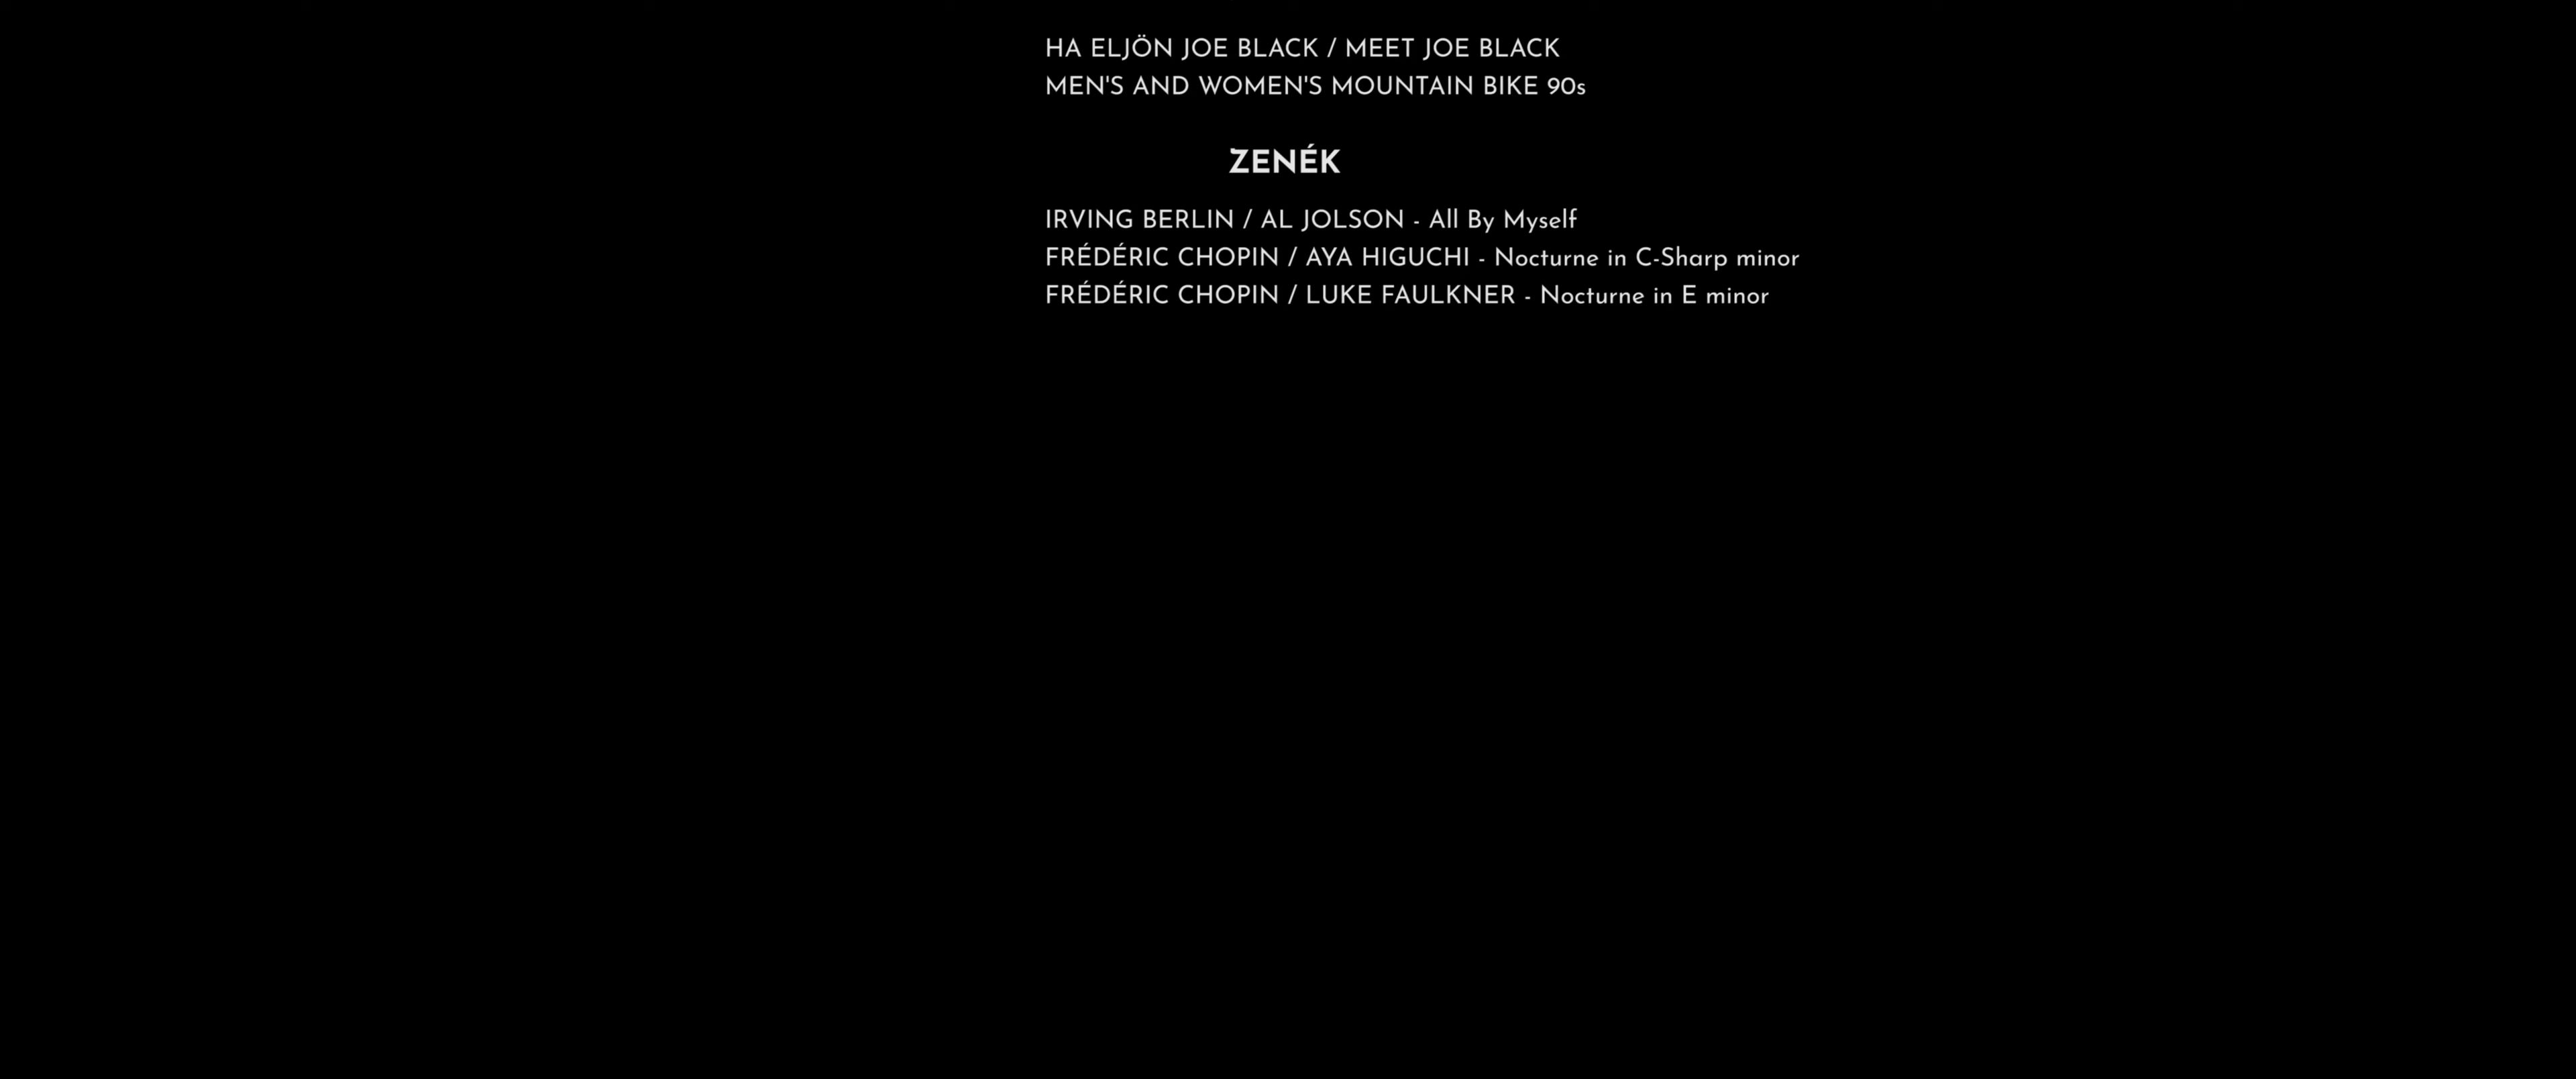 HA ELJÖN JOE BLACK / MEET JOE BLACK
MEN'S AND WOMEN'S MOUNTAIN BIKE 90s
ZENÉK
IRVING BERLIN / AL JOLSON - All By Myself
FRÉDÉRIC CHOPIN / AYA HIGUCHI - Nocturne in C-Sharp minor
FRÉDÉRIC CHOPIN / LUKE FAULKNER - Nocturne in E minor